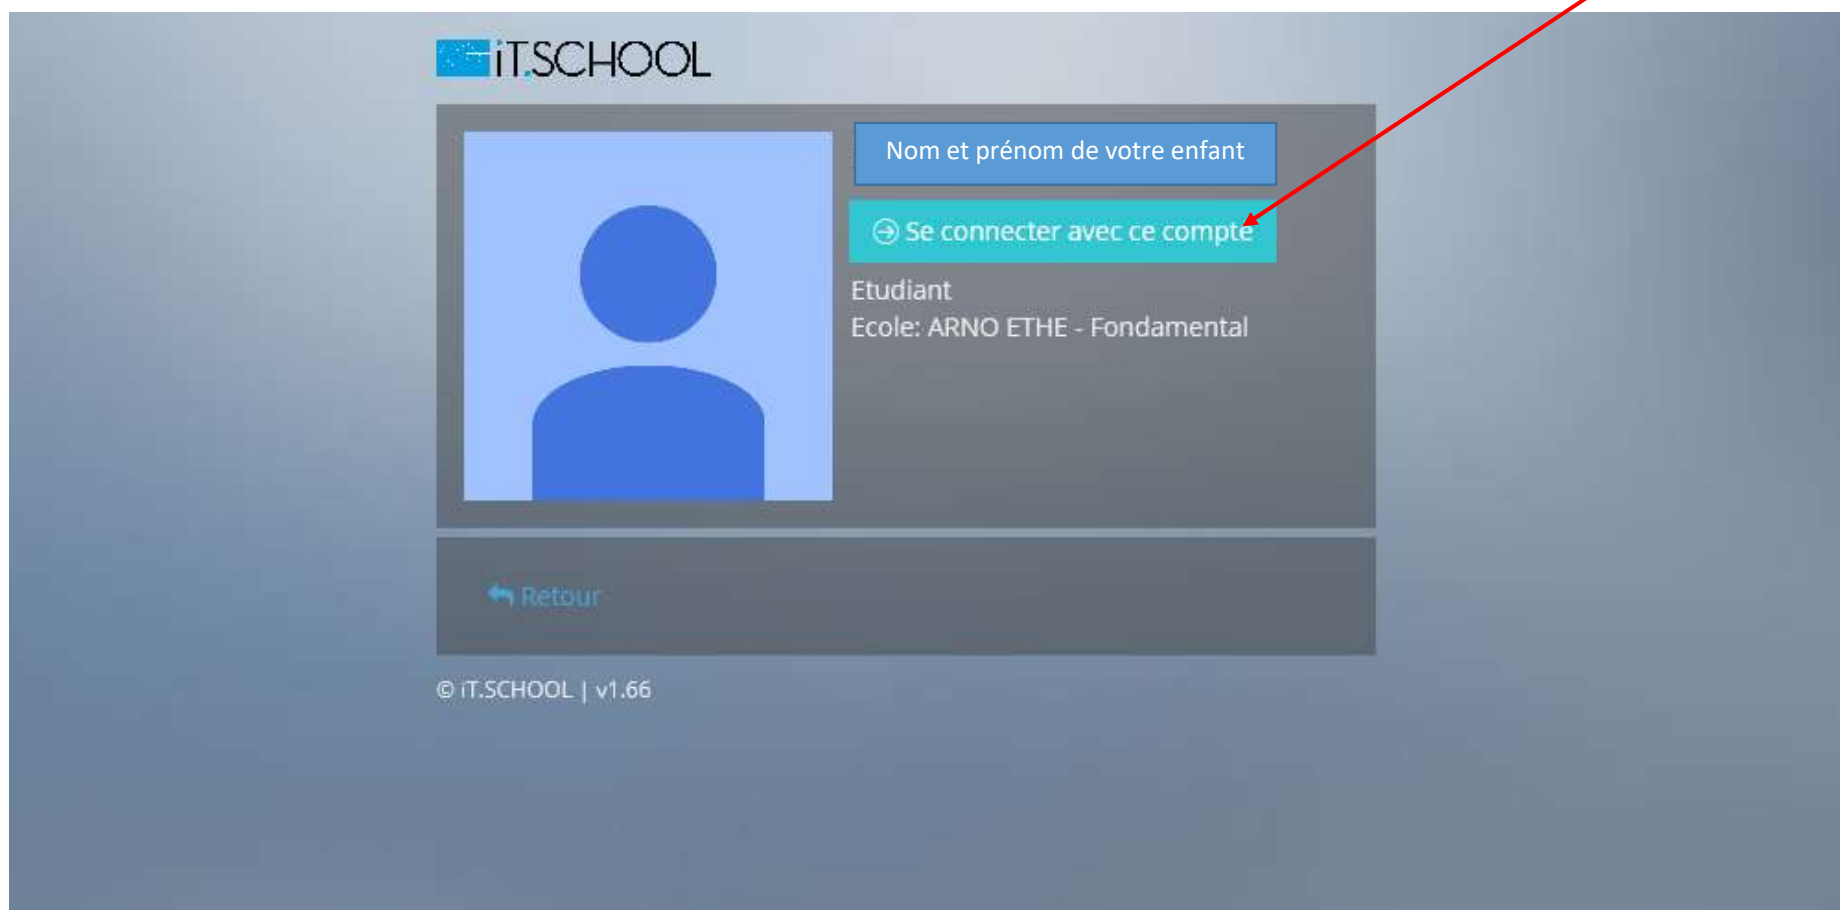 iT.SCHOOL
Nom et prénom de votre enfant
Se connecter avec ce compte
Etudiant
Ecole: ARNO ETHE - Fondamental
Retour
© iT.SCHOOL | v1.66